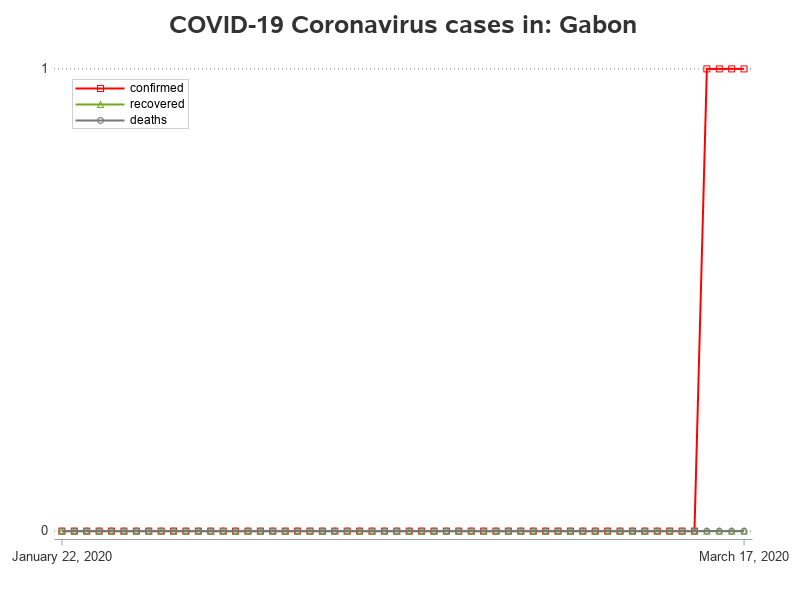 COVID-19 Coronavirus cases in: Gabon
1
confirmed
recovered
deaths
0
January 22, 2020
March 17, 2020